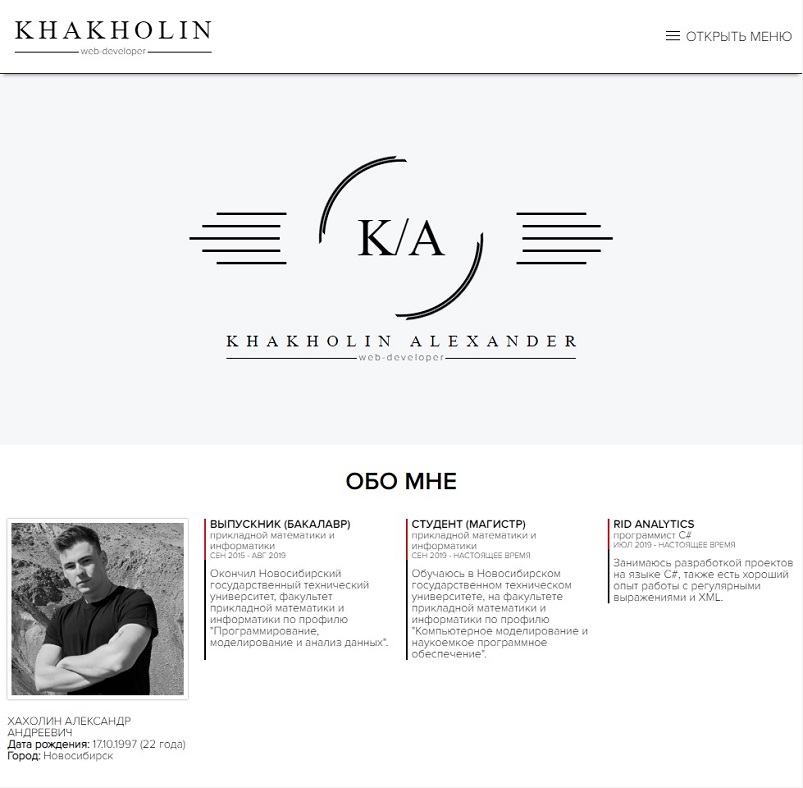 KHAKHOLIN
web-developer
ОТКРЫТЬ МЕНЮ
K/A
KHAKHOLIN ALEXANDER
web-developer
ОБО МНЕ
ВЫПУСКНИК (БАКАЛАВР)
прикладной математики и
информатики
СЕН 2015 - АВГ 2019
Окончил Новосибирский
государственный технический
университет, факультет
прикладной математики и
информатики по профилю
"Программирование,
моделирование и анализ данных".
СТУДЕНТ (МАГИСТР)
прикладной математики и
информатики
СЕН 2019 - НАСТОЯЩЕЕ ВРЕМЯ
Обучаюсь в Новосибирском
государственном техническом
университете, на факультете
прикладной математики и
информатики по профилю
"Компьютерное моделирование и
наукоемкое программное
обеспечение".
RID ANALYTICS
программист C#
ИЮЛ 2019 - НАСТОЯЩЕЕ ВРЕМЯ
Занимаюсь разработкой проектов
на языке C#, также есть хороший
опыт работы с регулярными
выражениями и XML.
ХАХОЛИН АЛЕКСАНДР
АНДРЕЕВИЧ
Дата рождения: 17.10.1997 (22 года)
Город: Новосибирск